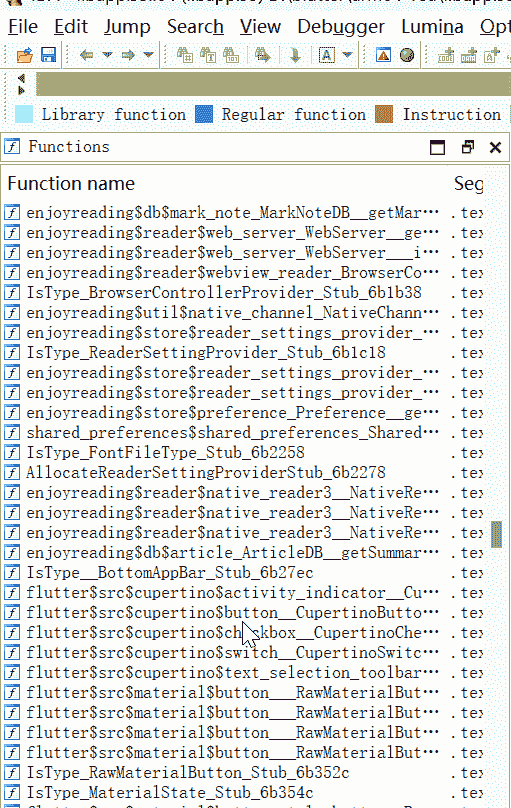 File Edit Jump Search View Debugger Lumina
Library function Regular function Instruction
Functions
Function name Seg
enjoyreading$db$mark_note_MarkNoteDB__getMar… .tex
enjoyreading$reader$web_server_WebServer__ge… .tex
enjoyreading$reader$web_server_WebServer___i… .tex
enjoyreading$reader$webview_reader_BrowserCo… .tex
IsType_BrowserControllerProvider_Stub_6b1b38 .tex
enjoyreading$util$native_channel_NativeChann… .tex
enjoyreading$store$reader_settings_provider_… .tex
IsType_ReaderSettingProvider_Stub_6b1c18 .tex
enjoyreading$store$reader_settings_provider_… .tex
enjoyreading$store$reader_settings_provider_… .tex
enjoyreading$store$preference_Preference__ge… .tex
shared_preferences$shared_preferences_Shared… .tex
IsType_FontFileType_Stub_6b2258 .tex
AllocateReaderSettingProviderStub_6b2278 .tex
enjoyreading$reader$native_reader3__NativeRe… .tex
enjoyreading$reader$native_reader3__NativeRe… .tex
enjoyreading$reader$native_reader3__NativeRe… .tex
enjoyreading$db$article_ArticleDB__getSummar… .tex
IsType__BottomAppBar_Stub_6b27ec .tex
flutter$src$cupertino$activity_indicator__Cu… .tex
flutter$src$cupertino$button__CupertinoButto… .tex
flutter$src$cupertino$checkbox__CupertinoChe… .tex
flutter$src$cupertino$switch__CupertinoSwitc… .tex
flutter$src$cupertino$text_selection_toolbar… .tex
flutter$src$material$button___RawMaterialBut… .tex
flutter$src$material$button___RawMaterialBut… .tex
flutter$src$material$button___RawMaterialBut… .tex
flutter$src$material$button___RawMaterialBut… .tex
IsType_RawMaterialButton_Stub_6b352c .tex
IsType_MaterialState_Stub_6b354c .tex